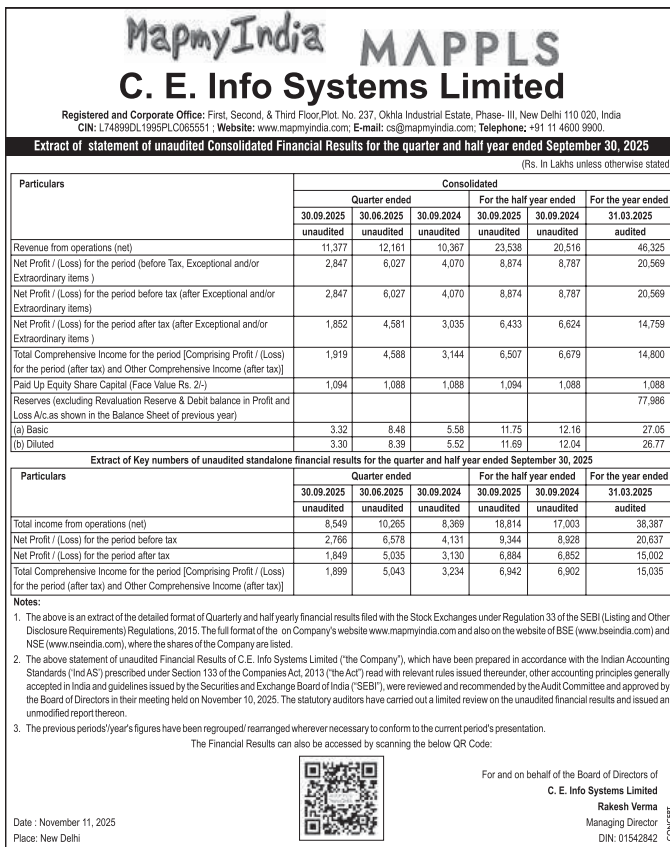 MapmyIndia MAPPLS
C. E. Info Systems Limited
Registered and Corporate Office: First, Second, & Third Floor,Plot. No. 237, Okhla Industrial Estate, Phase- III, New Delhi 110 020, India
CIN: L74899DL1995PLC065551 ; Website: www.mapmyindia.com; E-mail: cs@mapmyindia.com; Telephone; +91 11 4600 9900.
Extract of statement of unaudited Consolidated Financial Results for the quarter and half year ended September 30, 2025
(Rs. In Lakhs unless otherwise stated
Particulars Consolidated
Quarter ended For the half year ended For the year ended
30.09.2025 30.06.2025 30.09.2024 30.09.2025 30.09.2024 31.03.2025
unaudited unaudited unaudited unaudited unaudited audited
Revenue from operations (net) 11,377 12,161 10,367 23,538 20,516 46,325
Net Profit / (Loss) for the period (before Tax, Exceptional and/or 2,847 6,027 4,070 8,874 8,787 20,569
Extraordinary items )
Net Profit / (Loss) for the period before tax (after Exceptional and/or 2,847 6,027 4,070 8,874 8,787 20,569
Extraordinary items)
Net Profit / (Loss) for the period after tax (after Exceptional and/or 1,852 4,581 3,035 6,433 6,624 14,759
Extraordinary items )
Total Comprehensive Income for the period [Comprising Profit / (Loss) 1,919 4,588 3,144 6,507 6,679 14,800
for the period (after tax) and Other Comprehensive Income (after tax)]
Paid Up Equity Share Capital (Face Value Rs. 2/-) 1,094 1,088 1,088 1,094 1,088 1,088
Reserves (excluding Revaluation Reserve & Debit balance in Profit and 77,986
Loss A/c.as shown in the Balance Sheet of previous year)
(a) Basic 3.32 8.48 5.58 11.75 12.16 27.05
(b) Diluted 3.30 8.39 5.52 11.69 12.04 26.77
Extract of Key numbers of unaudited standalone financial results for the quarter and half year ended September 30, 2025
Particulars Quarter ended For the half year ended For the year ended
30.09.2025 30.06.2025 30.09.2024 30.09.2025 30.09.2024 31.03.2025
unaudited unaudited unaudited unaudited unaudited audited
Total income from operations (net) 8,549 10,265 8,369 18,814 17,003 38,387
Net Profit / (Loss) for the period before tax 2,766 6,578 4,131 9,344 8,928 20,637
Net Profit / (Loss) for the period after tax 1,849 5,035 3,130 6,884 6,852 15,002
Total Comprehensive Income for the period [Comprising Profit / (Loss) 1,899 5,043 3,234 6,942 6,902 15,035
for the period (after tax) and Other Comprehensive Income (after tax)]
Notes:
1. The above is an extract of the detailed format of Quarterly and half yearly financial results filed with the Stock Exchanges under Regulation 33 of the SEBI (Listing and Other
Disclosure Requirements) Regulations, 2015. The full format of the on Company's website www.mapmyindia.com and also on the website of BSE (www.bseindia.com) and
NSE (www.nseindia.com), where the shares of the Company are listed.
2. The above statement of unaudited Financial Results of C.E. Info Systems Limited ("the Company"), which have been prepared in accordance with the Indian Accounting
Standards ('Ind AS') prescribed under Section 133 of the Companies Act, 2013 ("the Act") read with relevant rules issued thereunder, other accounting principles generally
accepted in India and guidelines issued by the Securities and Exchange Board of India ("SEBI"), were reviewed and recommended by the Audit Committee and approved by
the Board of Directors in their meeting held on November 10, 2025. The statutory auditors have carried out a limited review on the unaudited financial results and issued an
unmodified report thereon.
3. The previous periods'/year's figures have been regrouped/ rearranged wherever necessary to conform to the current period's presentation.
The Financial Results can also be accessed by scanning the below QR Code:
For and on behalf of the Board of Directors of
C. E. Info Systems Limited
Rakesh Verma
Date : November 11, 2025 Managing Director
Place: New Delhi DIN: 01542842
CONCEPT